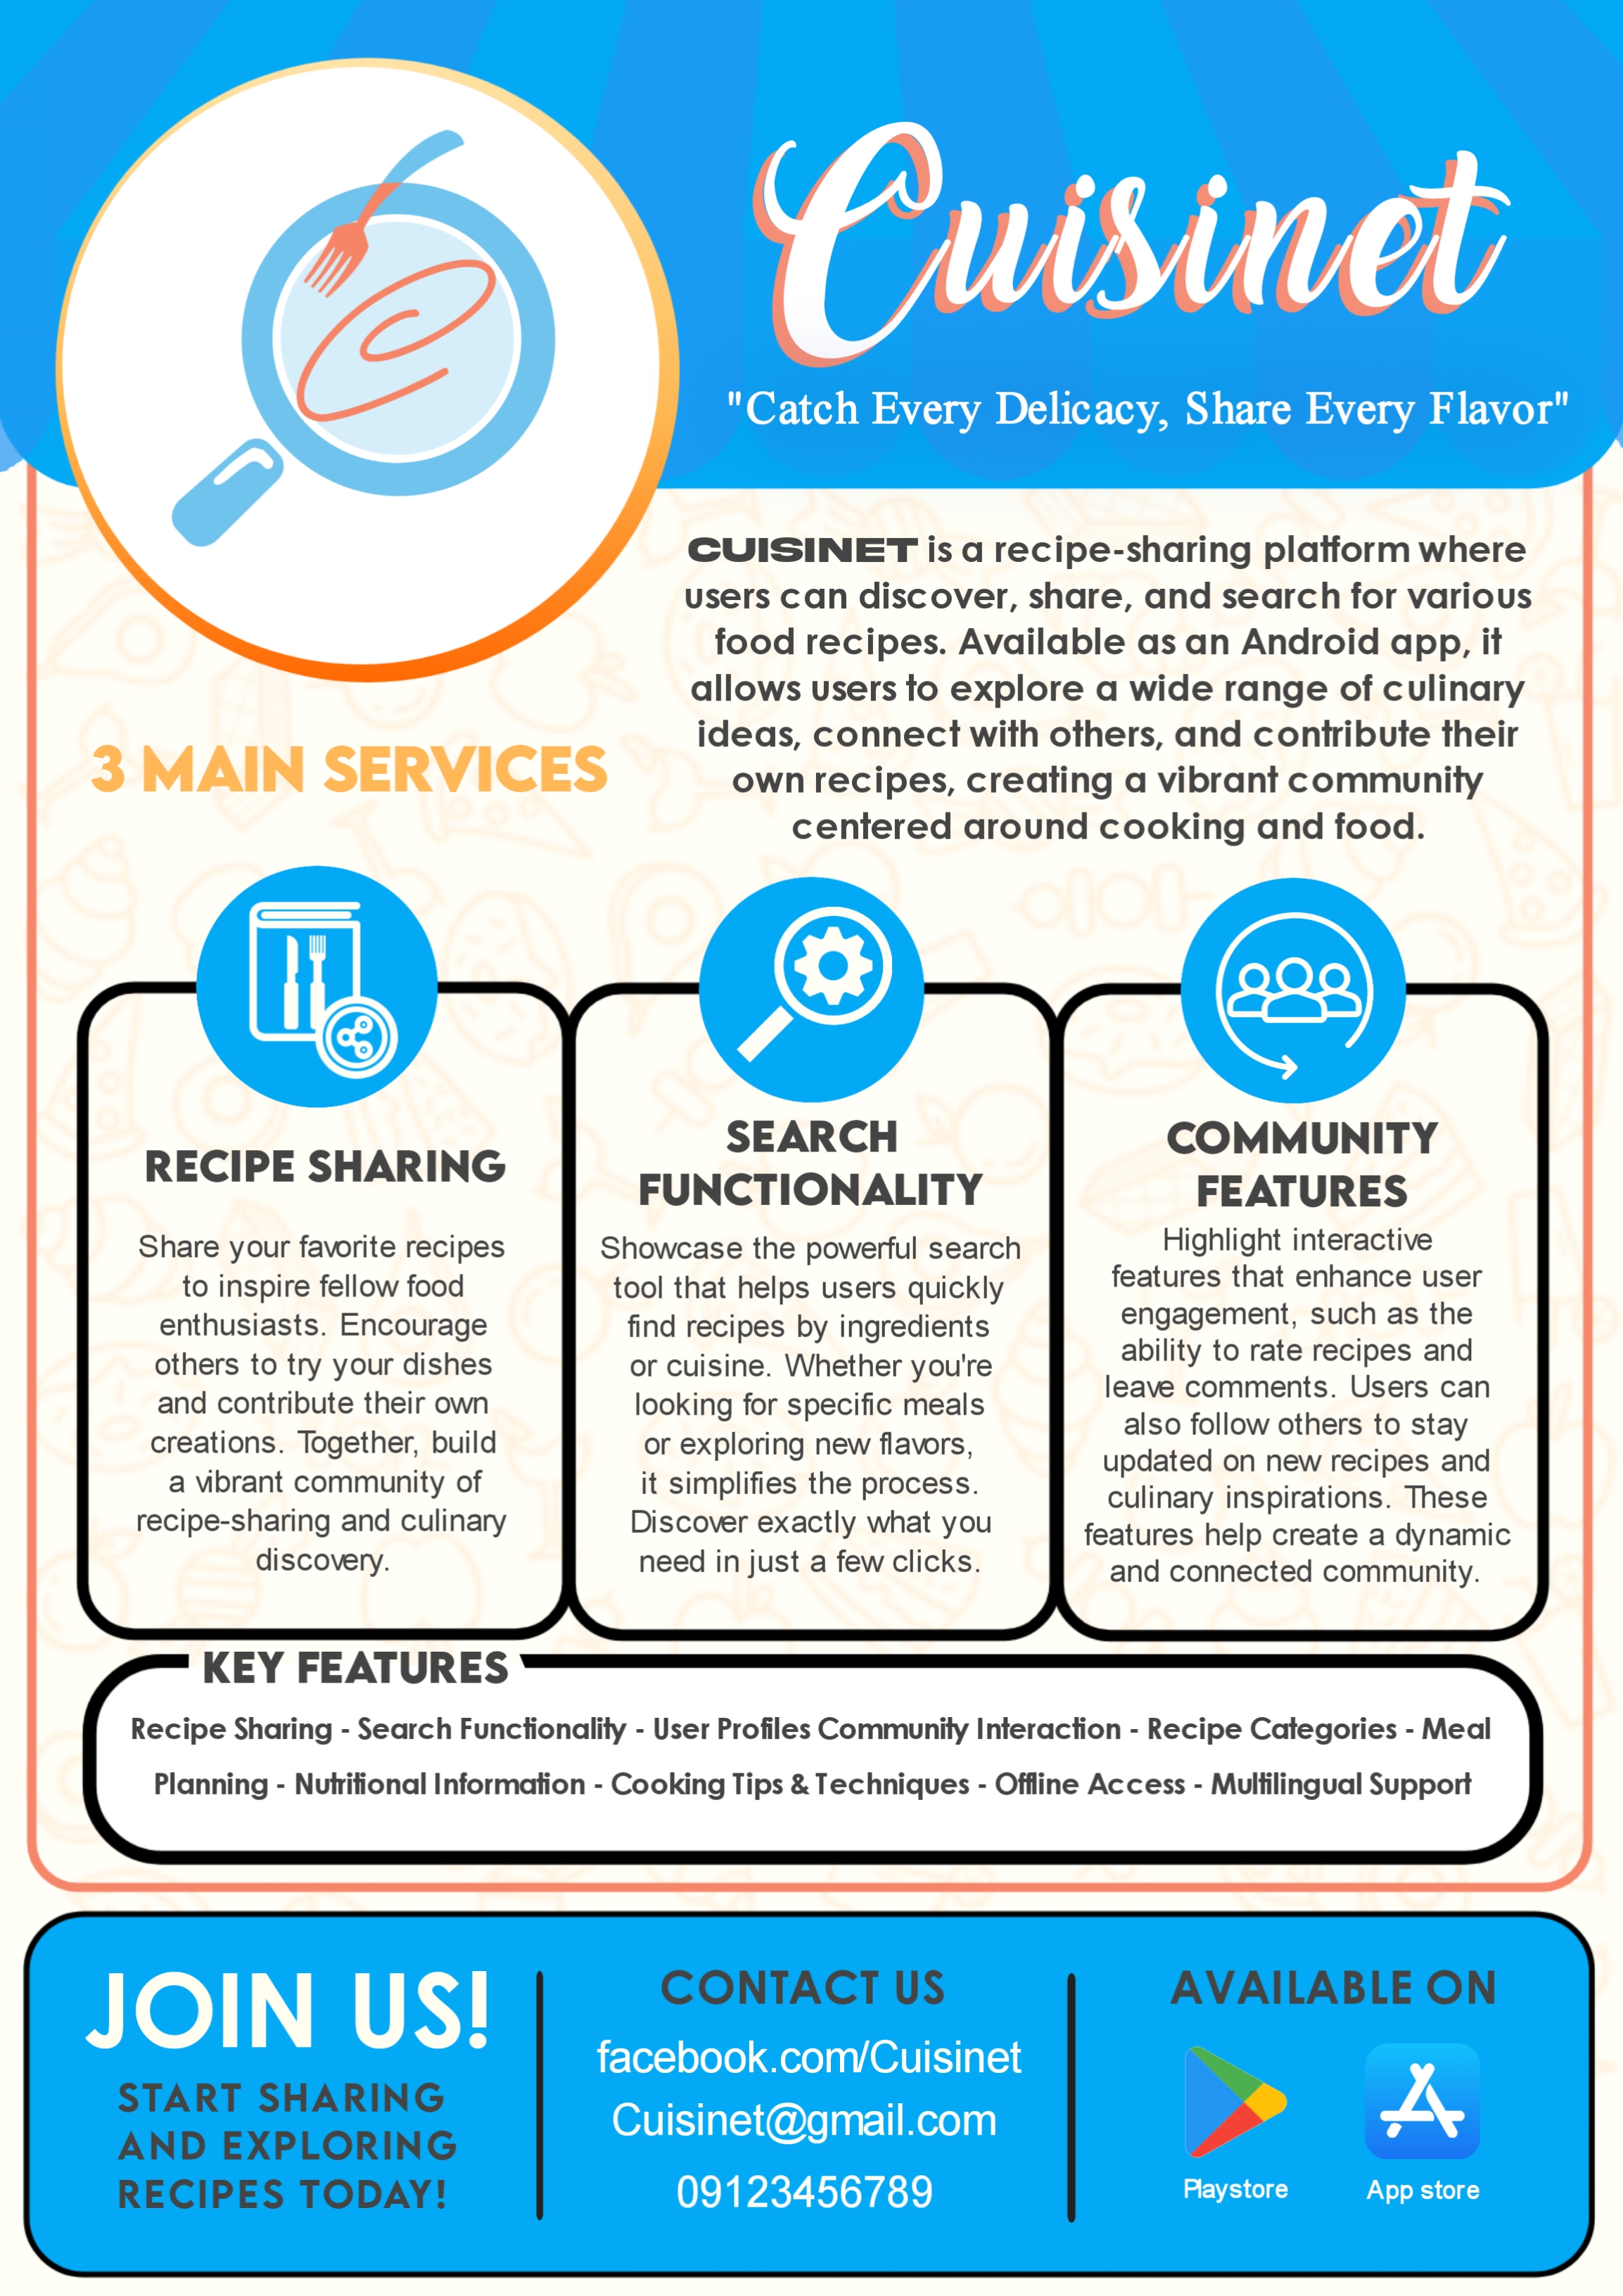 Cuisinet
"Catch Every Delicacy, Share Every Flavor"
CUISINET is a recipe-sharing platform where
users can discover, share, and search for various
food recipes. Available as an Android app, it
allows users to explore a wide range of culinary
ideas, connect with others, and contribute their
own recipes, creating a vibrant community
centered around cooking and food.
3 MAIN SERVICES
RECIPE SHARING
Share your favorite recipes
to inspire fellow food
enthusiasts. Encourage
others to try your dishes
and contribute their own
creations. Together, build
a vibrant community of
recipe-sharing and culinary
discovery.
SEARCH
FUNCTIONALITY
Showcase the powerful search
tool that helps users quickly
find recipes by ingredients
or cuisine. Whether you're
looking for specific meals
or exploring new flavors,
it simplifies the process.
Discover exactly what you
need in just a few clicks.
COMMUNITY
FEATURES
Highlight interactive
features that enhance user
engagement, such as the
ability to rate recipes and
leave comments. Users can
also follow others to stay
updated on new recipes and
culinary inspirations. These
features help create a dynamic
and connected community.
KEY FEATURES
Recipe Sharing - Search Functionality - User Profiles Community Interaction - Recipe Categories - Meal
Planning - Nutritional Information - Cooking Tips & Techniques - Offline Access - Multilingual Support
JOIN US!
START SHARING
AND EXPLORING
RECIPES TODAY!
CONTACT US
facebook.com/Cuisinet
Cuisinet@gmail.com
09123456789
AVAILABLE ON
Playstore
App store